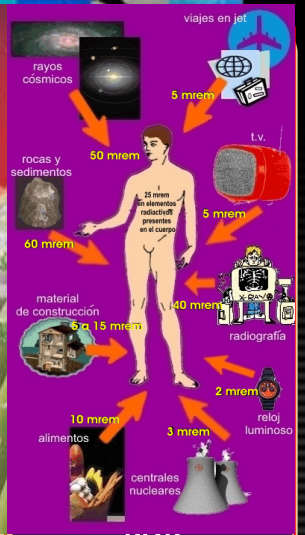 viajes en jet
rayos
cósmicos
5 mrem
50 mrem
t.v.
rocas y
sedimentos
25 mrem
en elementos
radiactivos
presentes
en el cuerpo
5 mrem
60 mrem
X-RAY
40 mrem
radiografía
material
de construcción
5 a 15 mrem
2 mrem
reloj
luminoso
10 mrem
3 mrem
alimentos
centrales
nucleares